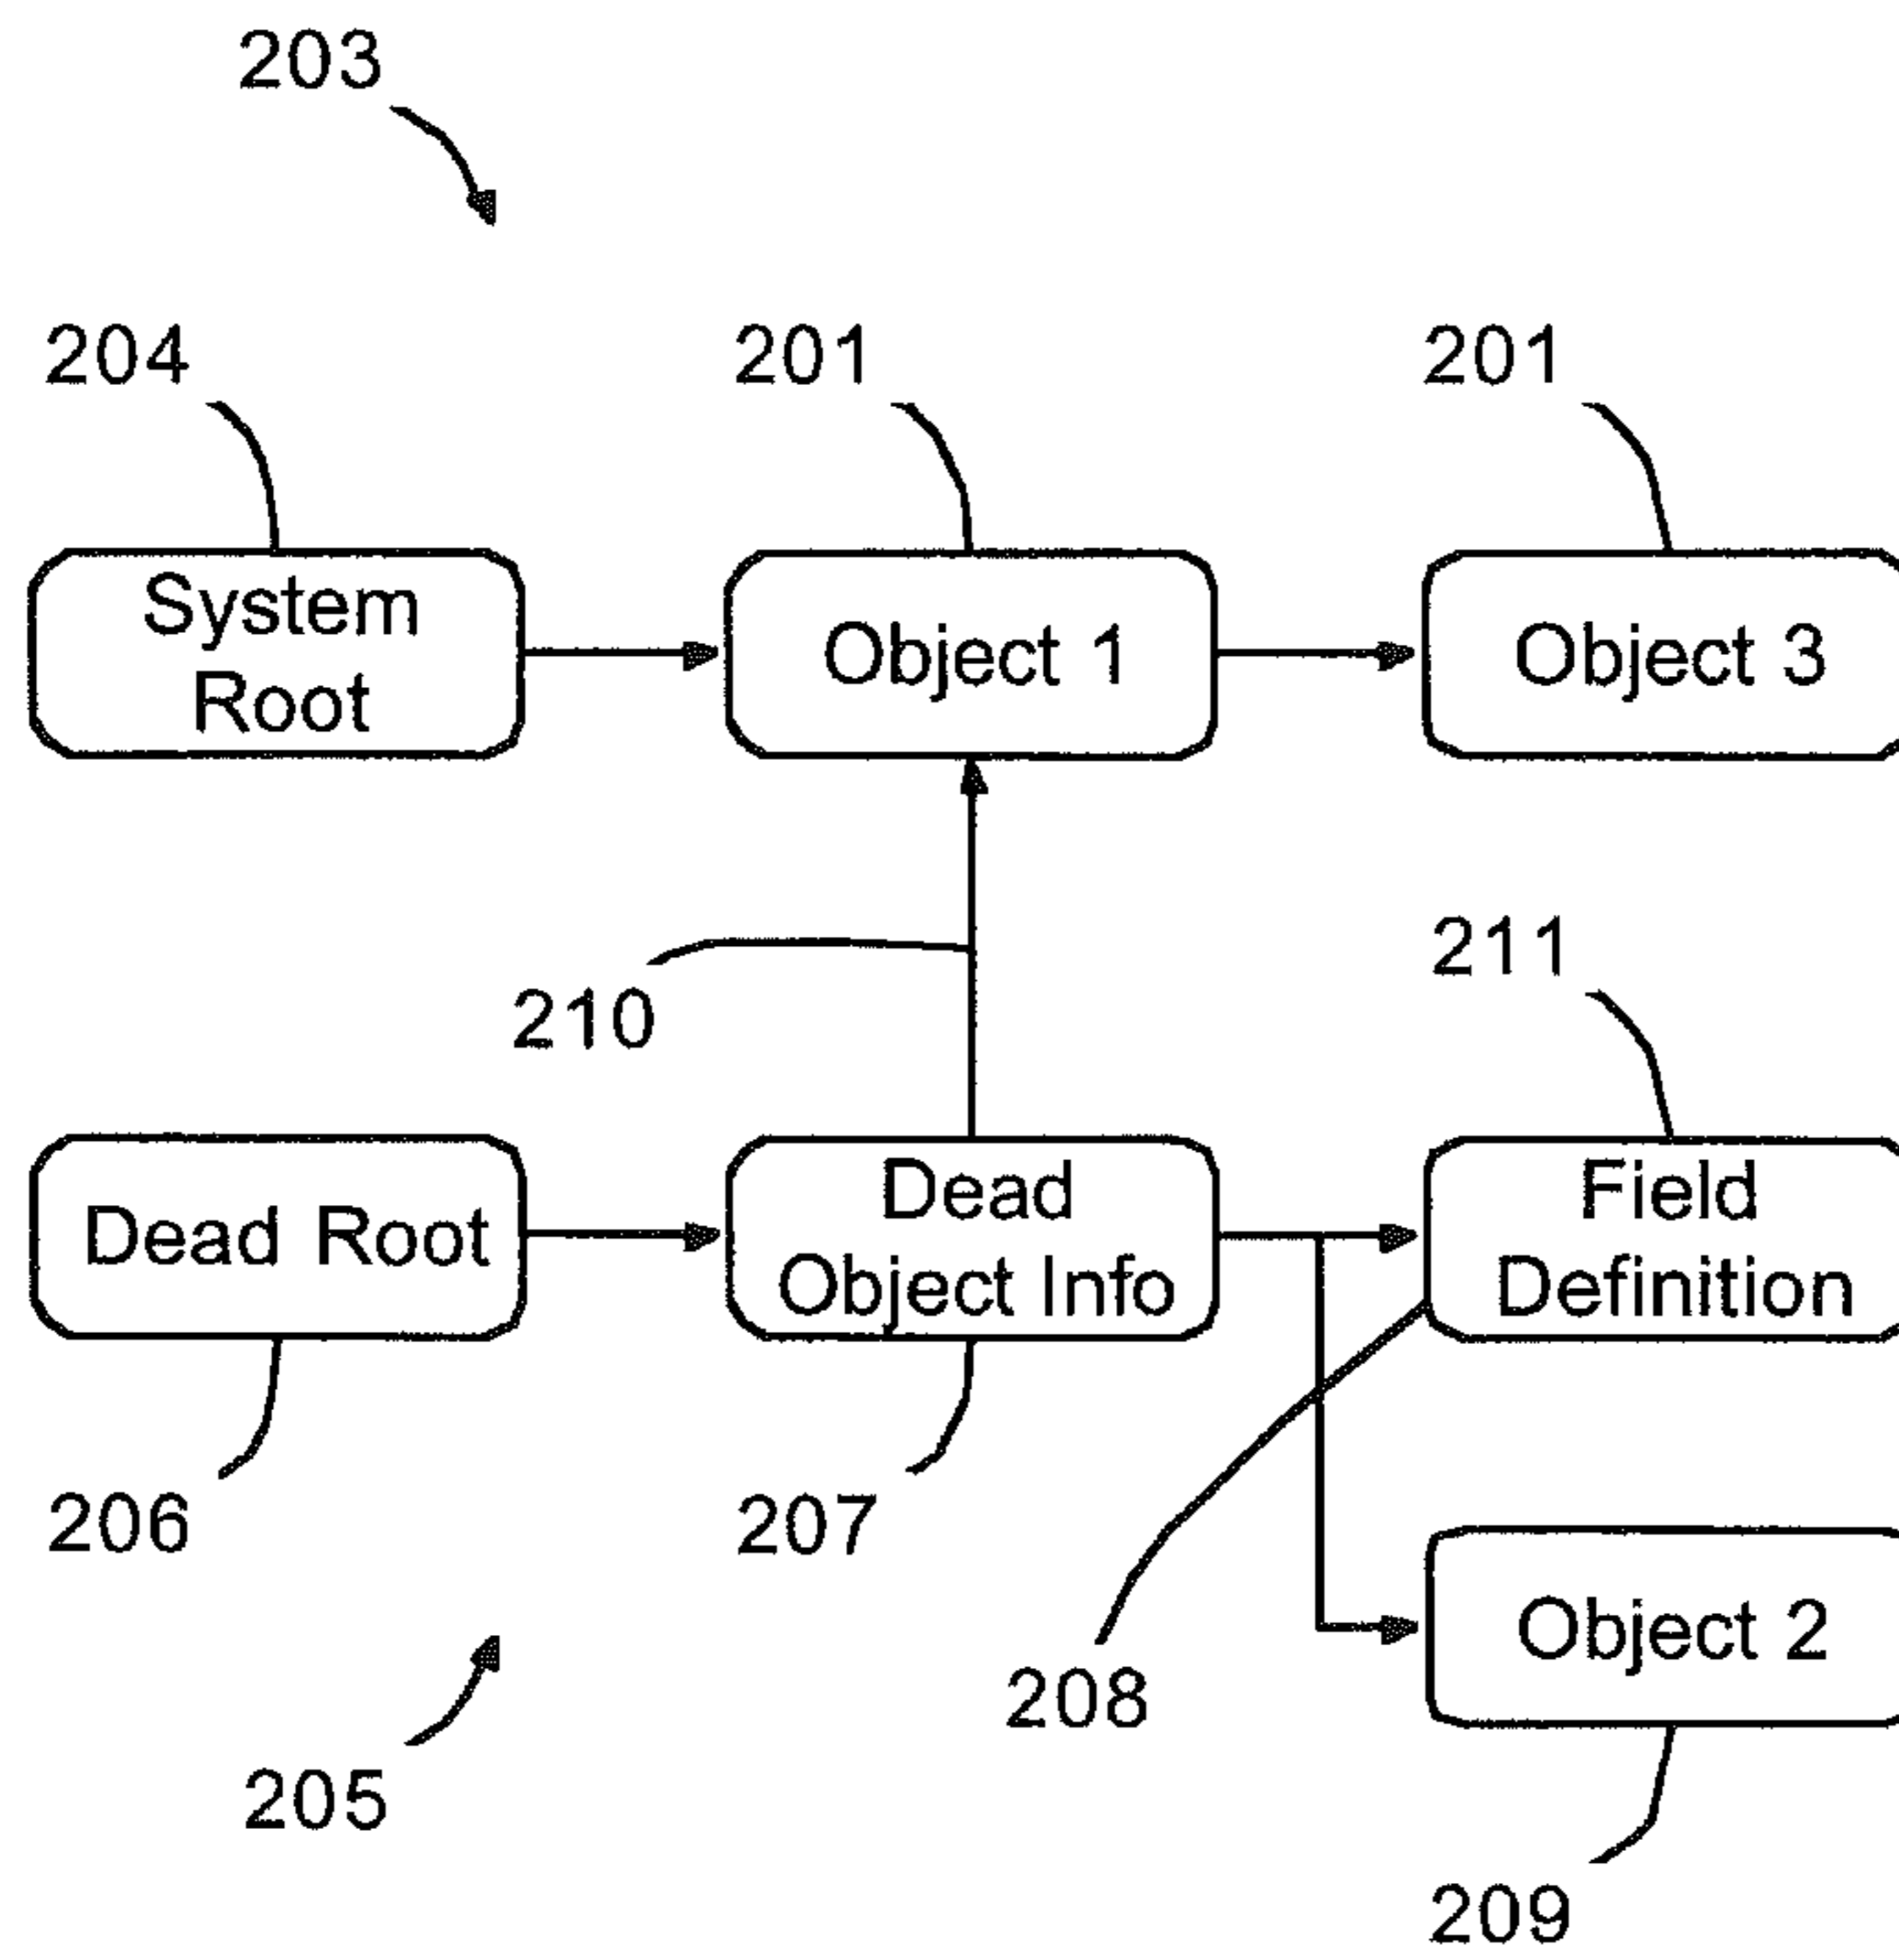 203
204
201
201
System
Root
Object 1
Object 3
210
211
Dead Root
Dead
Object Info
Field
Definition
206
207
208
Object 2
205
209